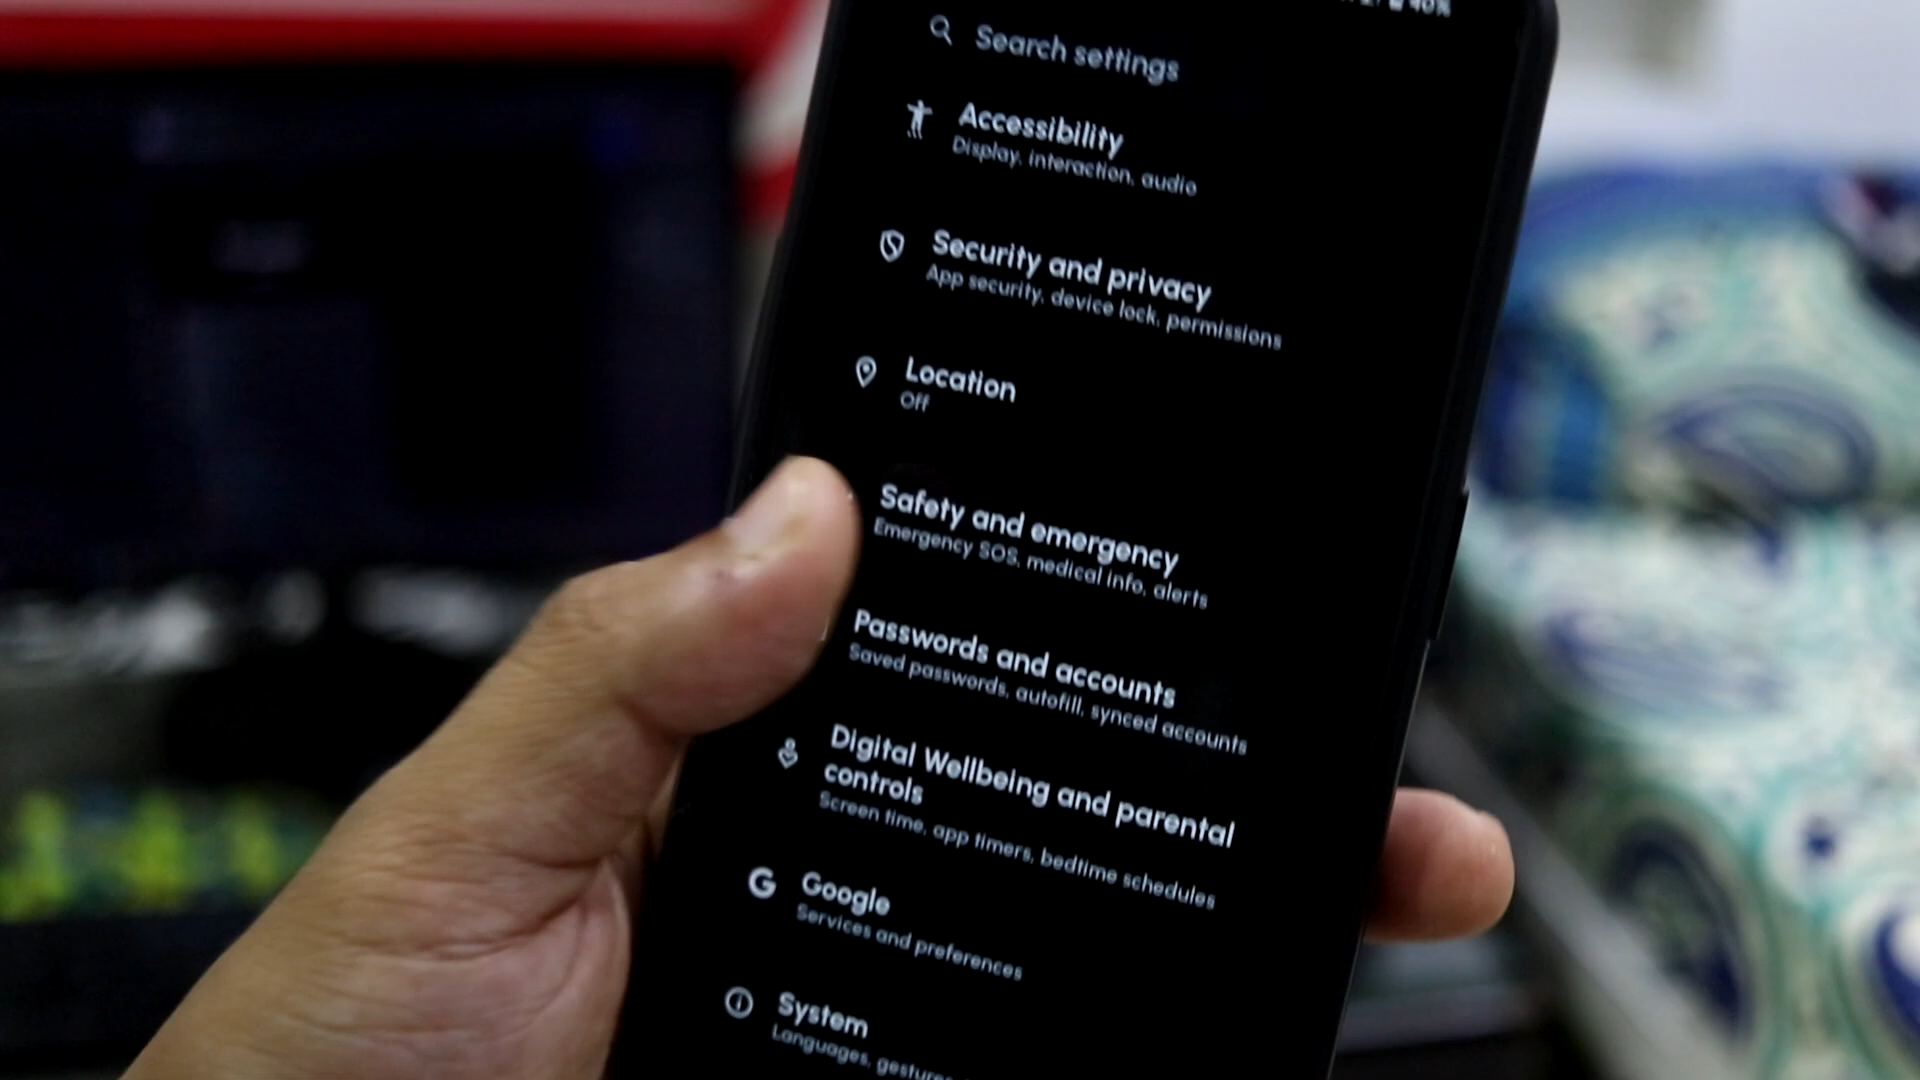 40%
Search settings
Accessibility
Display, interaction, audio
Security and privacy
App security, device lock, permissions
Location
Off
Safety and emergency
Emergency SOS, medical info, alerts
Passwords and accounts
Saved passwords, autofill, synced accounts
Digital Wellbeing and parental
controls
Screen time, app timers, bedtime schedules
Google
Services and preferences
System
Languages,